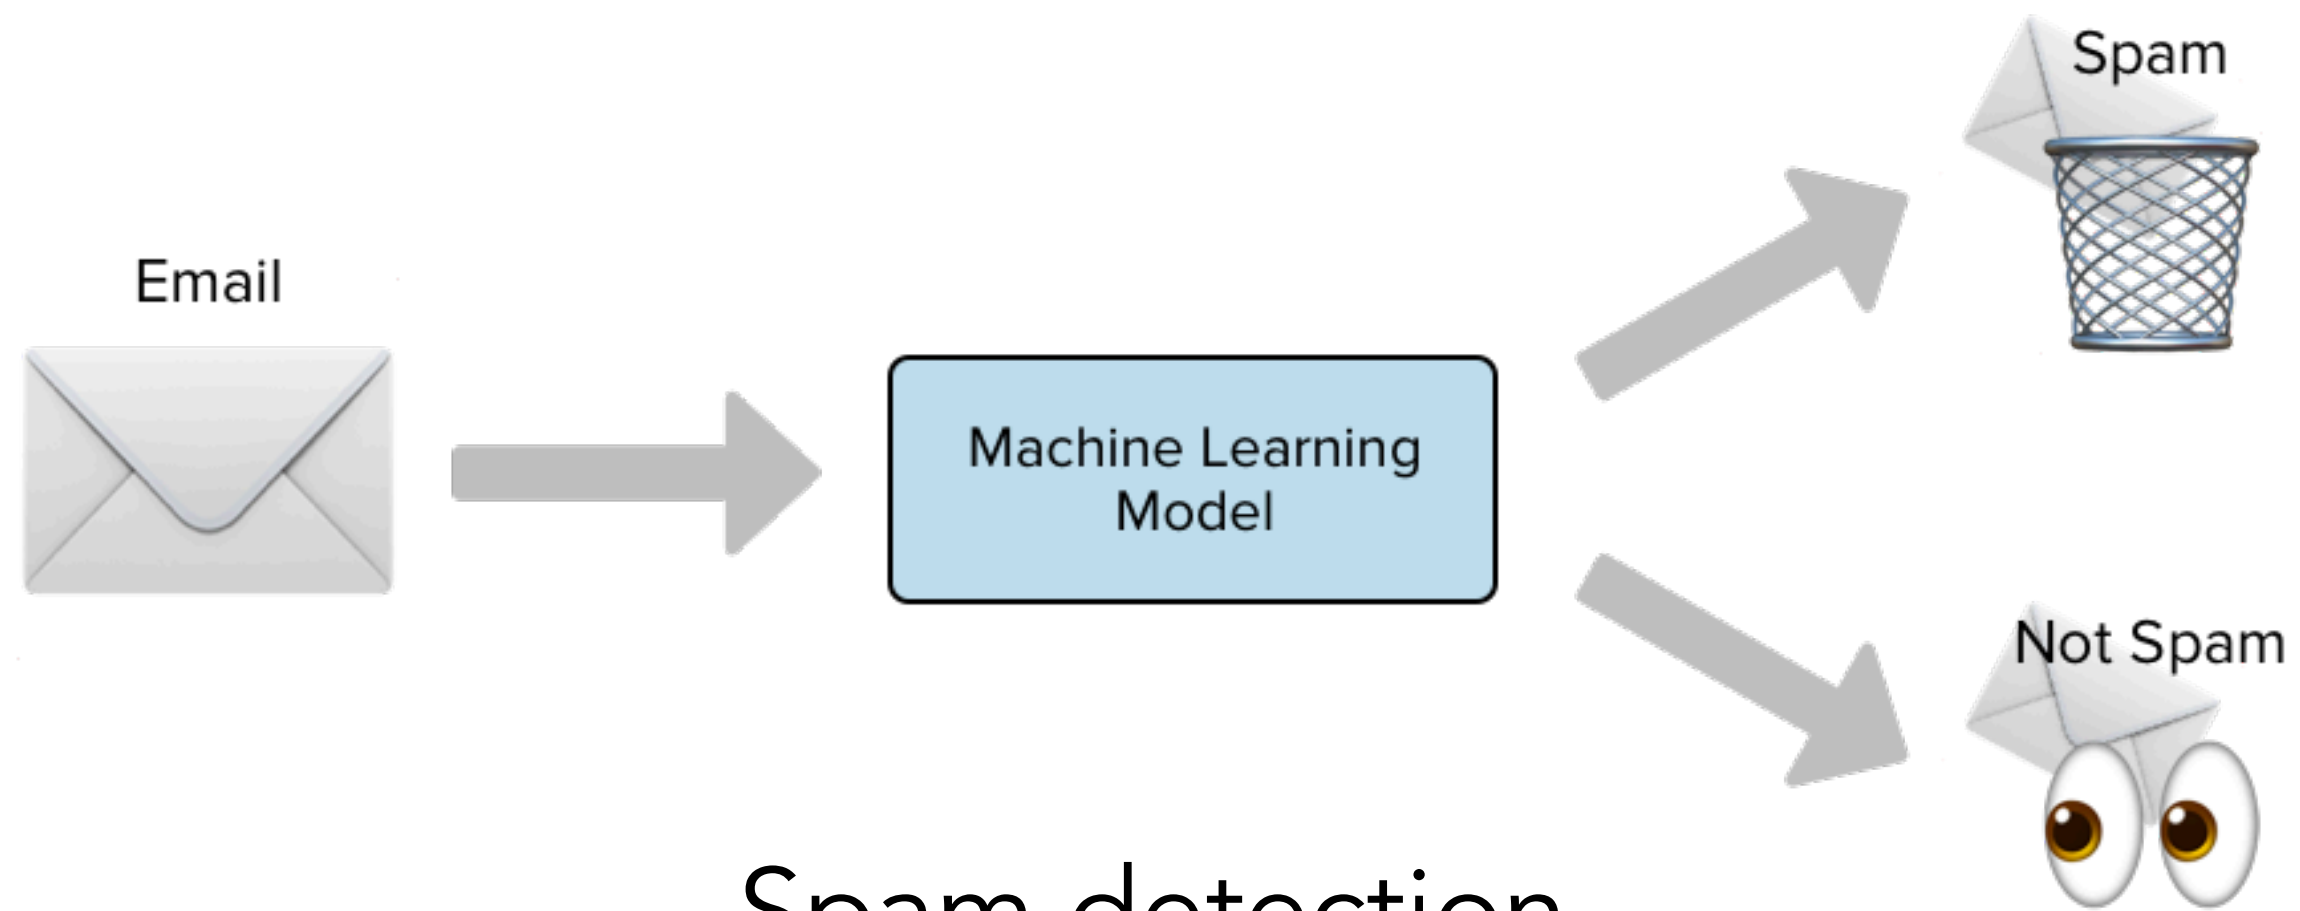 Spam
Email
Machine Learning
Model
Not Spam
Spam detection